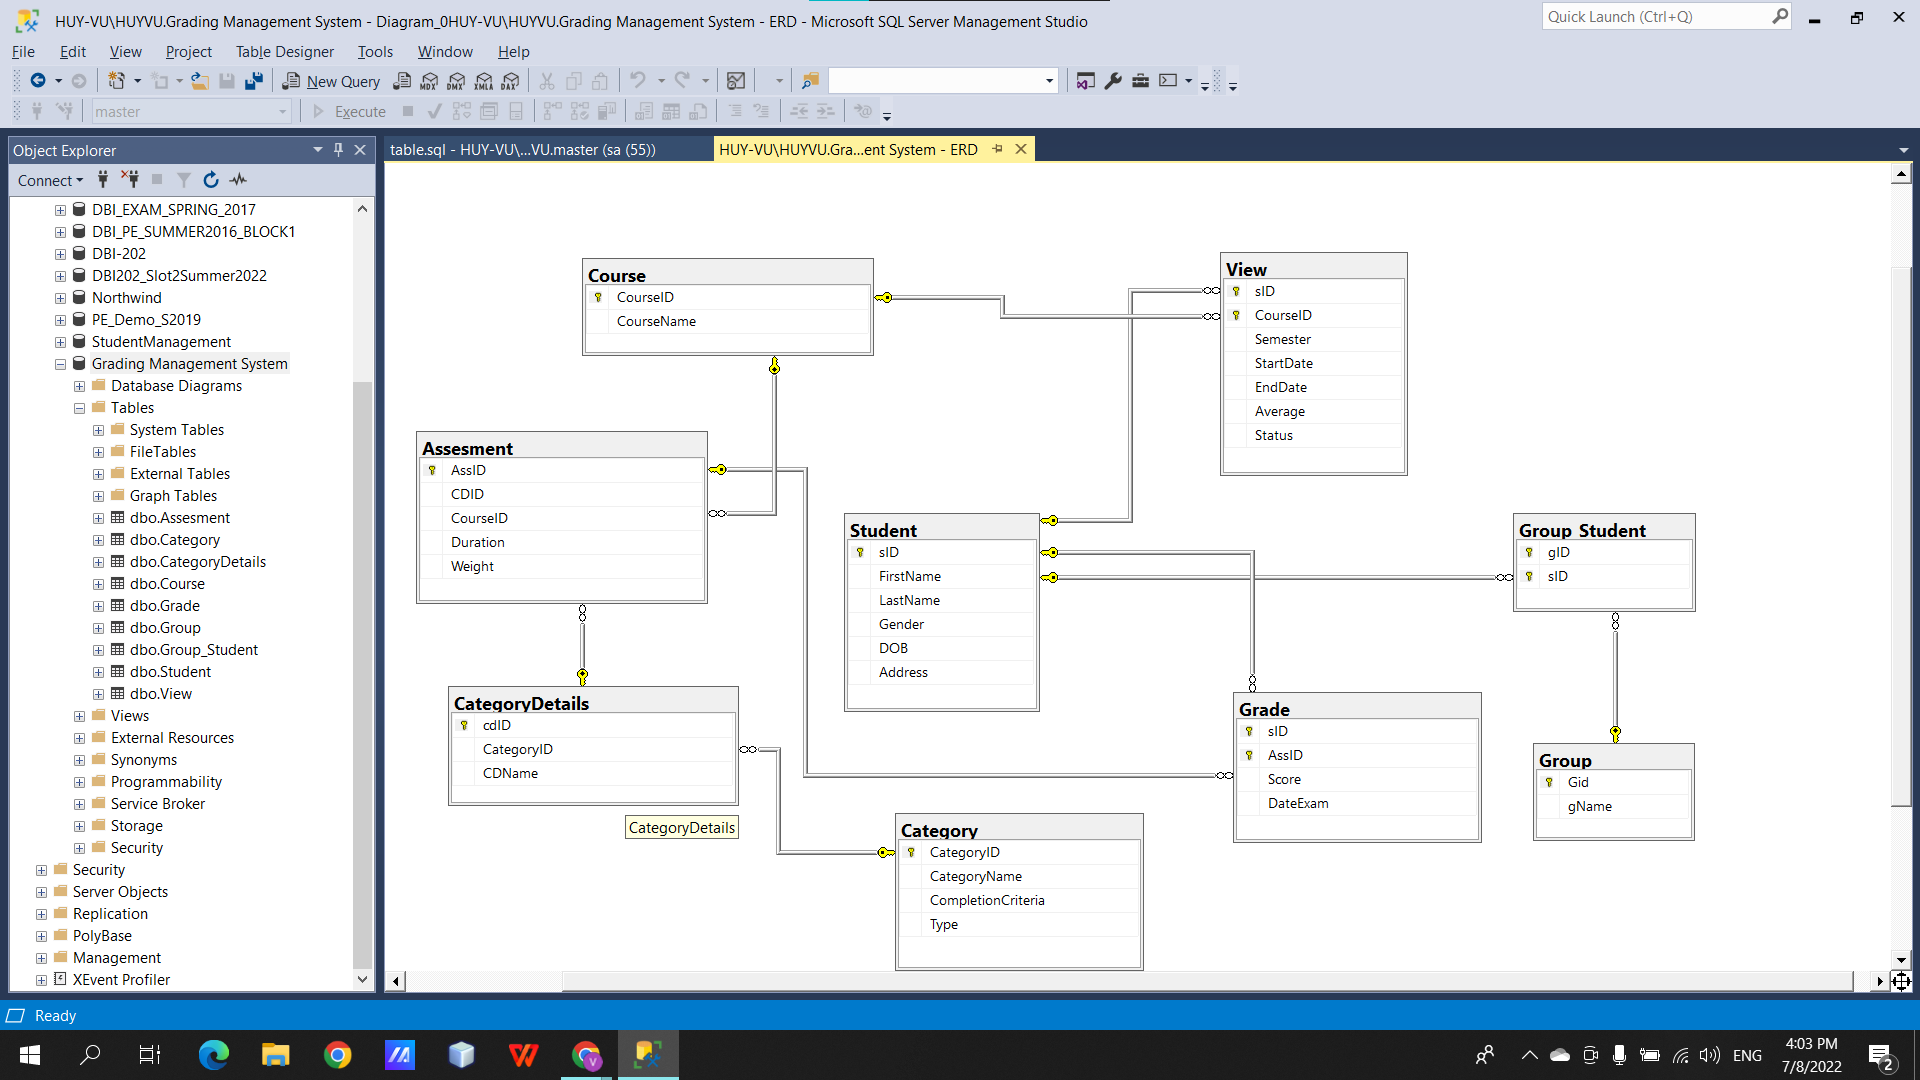 HUY-VU\HUYVU.Grading Management System - Diagram_0HUY-VU\HUYVU.Grading Management System - ERD - Microsoft SQL Server Management Studio
Quick Launch (Ctrl+Q)
File Edit View Project Table Designer Tools Window Help
New Query
MDX DMX XMLA DAX
master
Execute
Object Explorer
table.sql - HUY-VU\...VU.master (sa (55))
HUY-VU\HUYVU.Gra...ent System - ERD
Connect
DBI_EXAM_SPRING_2017
DBI_PE_SUMMER2016_BLOCK1
DBI-202
DBI202_Slot2Summer2022
Northwind
PE_Demo_S2019
StudentManagement
Grading Management System
Database Diagrams
Tables
System Tables
FileTables
External Tables
Graph Tables
dbo.Assesment
dbo.Category
dbo.CategoryDetails
dbo.Course
dbo.Grade
dbo.Group
dbo.Group_Student
dbo.Student
dbo.View
Views
External Resources
Synonyms
Programmability
Service Broker
Storage
Security
Security
Server Objects
Replication
PolyBase
Management
XEvent Profiler
Course
CourseID
CourseName
View
sID
CourseID
Semester
StartDate
EndDate
Average
Status
Assesment
AssID
CDID
CourseID
Duration
Weight
Student
sID
FirstName
LastName
Gender
DOB
Address
Group_Student
gID
sID
CategoryDetails
cdID
CategoryID
CDName
CategoryDetails
Grade
sID
AssID
Score
DateExam
Group
Gid
gName
Category
CategoryID
CategoryName
CompletionCriteria
Type
Ready
ENG
4:03 PM
7/8/2022
2